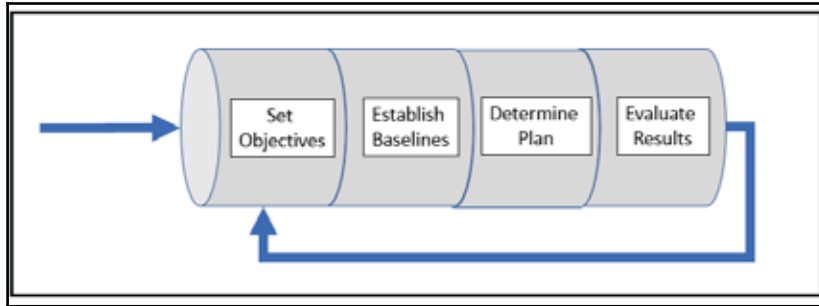 Set
Objectives
Establish
Baselines
Determine
Plan
Evaluate
Results